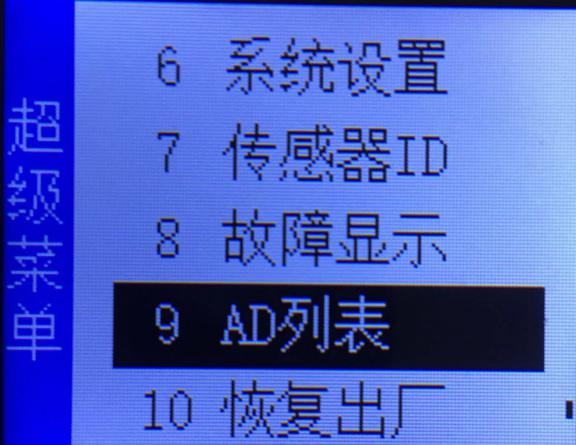 超级菜单
6 系统设置
7 传感器ID
8 故障显示
9 AD列表
10 恢复出厂